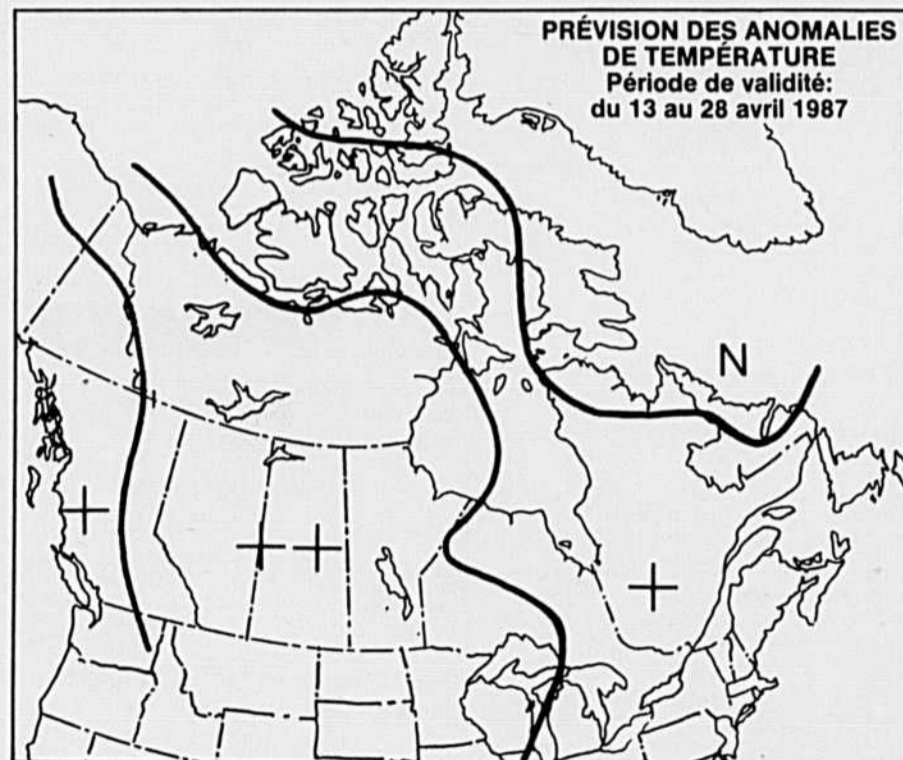 PRÉVISION DES ANOMALIES
DE TEMPÉRATURE
Période de validité:
du 13 au 28 avril 1987
N
+
+ +
+